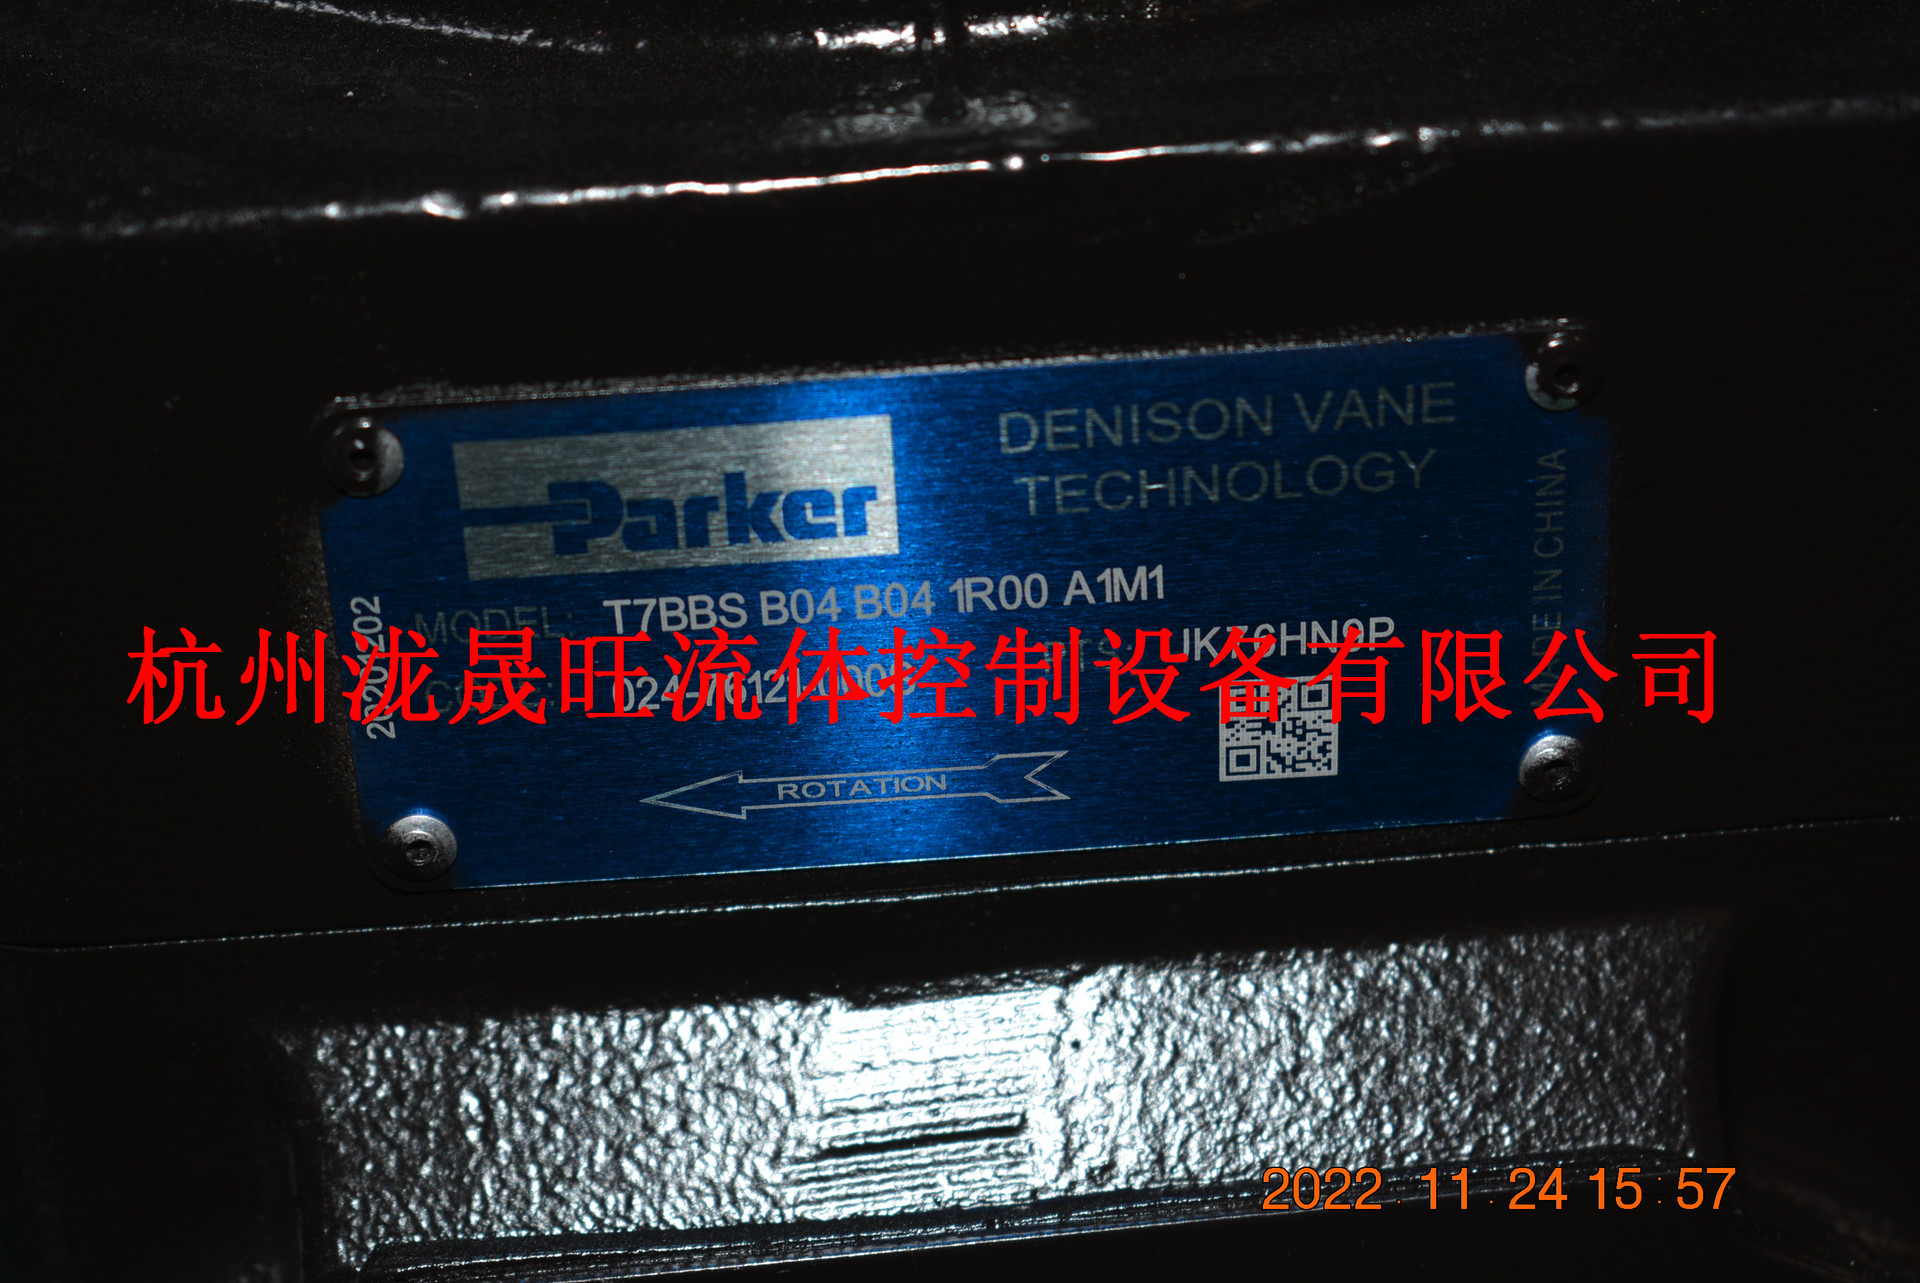 Parker
DENISON VANE
TECHNOLOGY
MADE IN CHINA
MODEL: T7BBS B04 B04 1R00 A1M1
杭州泷晟旺流体控制设备有限公司
ROTATION
2022.11.24 15:57